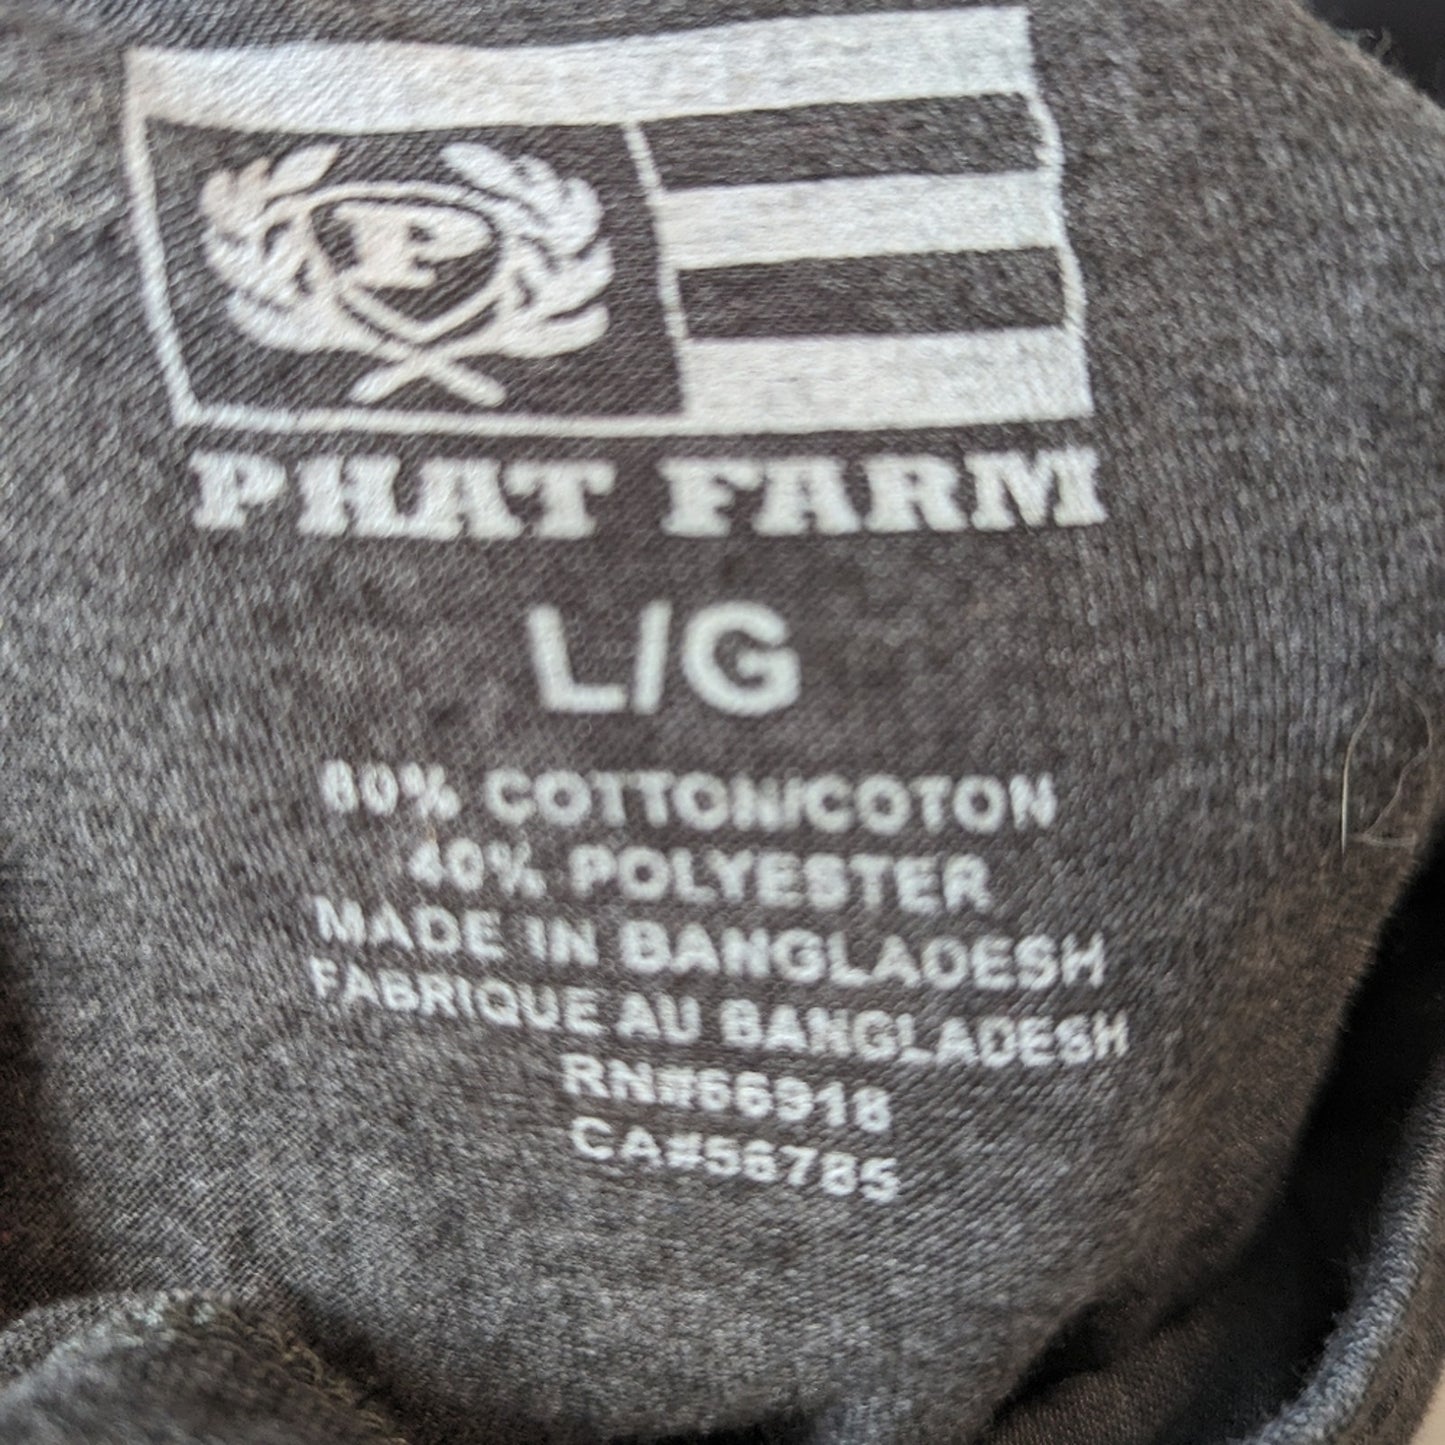 P
PHAT FARM
L/G
60% COTTON/COTON
40% POLYESTER
MADE IN BANGLADESH
FABRIQUE AU BANGLADESH
RN#66918
CA#56785